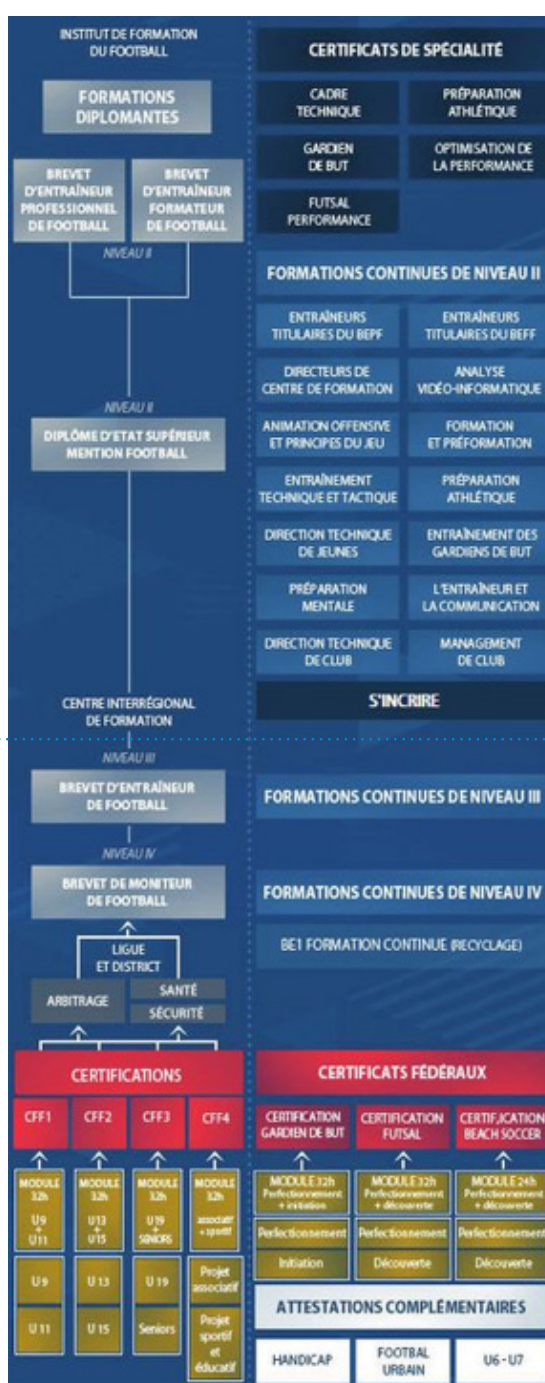 INSTITUT DE FORMATION
DU FOOTBALL
FORMATIONS
DIPLOMANTES
BREVET
D'ENTRAÎNEUR
PROFESSIONNEL
DE FOOTBALL
BREVET
D'ENTRAÎNEUR
FORMATEUR
DE FOOTBALL
NIVEAU II
NIVEAU II
DIPLÔME D'ETAT SUPÉRIEUR
MENTION FOOTBALL
CENTRE INTERRÉGIONAL
DE FORMATION
NIVEAU III
BREVET D'ENTRAÎNEUR
DE FOOTBALL
NIVEAU IV
BREVET DE MONITEUR
DE FOOTBALL
LIGUE
ET DISTRICT
ARBITRAGE
SANTÉ
SÉCURITÉ
CERTIFICATIONS
CFF1
CFF2
CFF3
CFF4
MODULE
32h
U9
+
U11
MODULE
32h
U13
+
U15
MODULE
32h
U19
+
SENIORS
MODULE
32h
associatif
+ sportif
U 9
U 13
U 19
Projet
associatif
U 11
U 15
Seniors
Projet
sportif
et
éducatif
CERTIFICATS DE SPÉCIALITÉ
CADRE
TECHNIQUE
PRÉPARATION
ATHLÉTIQUE
GARDIEN
DE BUT
OPTIMISATION DE
LA PERFORMANCE
FUTSAL
PERFORMANCE
FORMATIONS CONTINUES DE NIVEAU II
ENTRAÎNEURS
TITULAIRES DU BEPF
ENTRAÎNEURS
TITULAIRES DU BEFF
DIRECTEURS DE
CENTRE DE FORMATION
ANALYSE
VIDÉO-INFORMATIQUE
ANIMATION OFFENSIVE
ET PRINCIPES DU JEU
FORMATION
ET PRÉFORMATION
ENTRAÎNEMENT
TECHNIQUE ET TACTIQUE
PRÉPARATION
ATHLÉTIQUE
DIRECTION TECHNIQUE
DE JEUNES
ENTRAÎNEMENT DES
GARDIENS DE BUT
PRÉPARATION
MENTALE
L'ENTRAÎNEUR ET
LA COMMUNICATION
DIRECTION TECHNIQUE
DE CLUB
MANAGEMENT
DE CLUB
S'INCRIRE
FORMATIONS CONTINUES DE NIVEAU III
FORMATIONS CONTINUES DE NIVEAU IV
BE1 FORMATION CONTINUE (RECYCLAGE)
CERTIFICATS FÉDÉRAUX
CERTIFICATION
GARDIEN DE BUT
CERTIFICATION
FUTSAL
CERTIF,ICATION
BEACH SOCCER
MODULE 32h
Perfectionnement
+ initiation
MODULE 32h
Perfectionnement
+ découverte
MODULE 24h
Perfectionnement
+ découverte
Perfectionnement
Perfectionnement
Perfectionnement
Initiation
Découverte
Découverte
ATTESTATIONS COMPLÉMENTAIRES
HANDICAP
FOOTBAL
URBAIN
U6 - U7